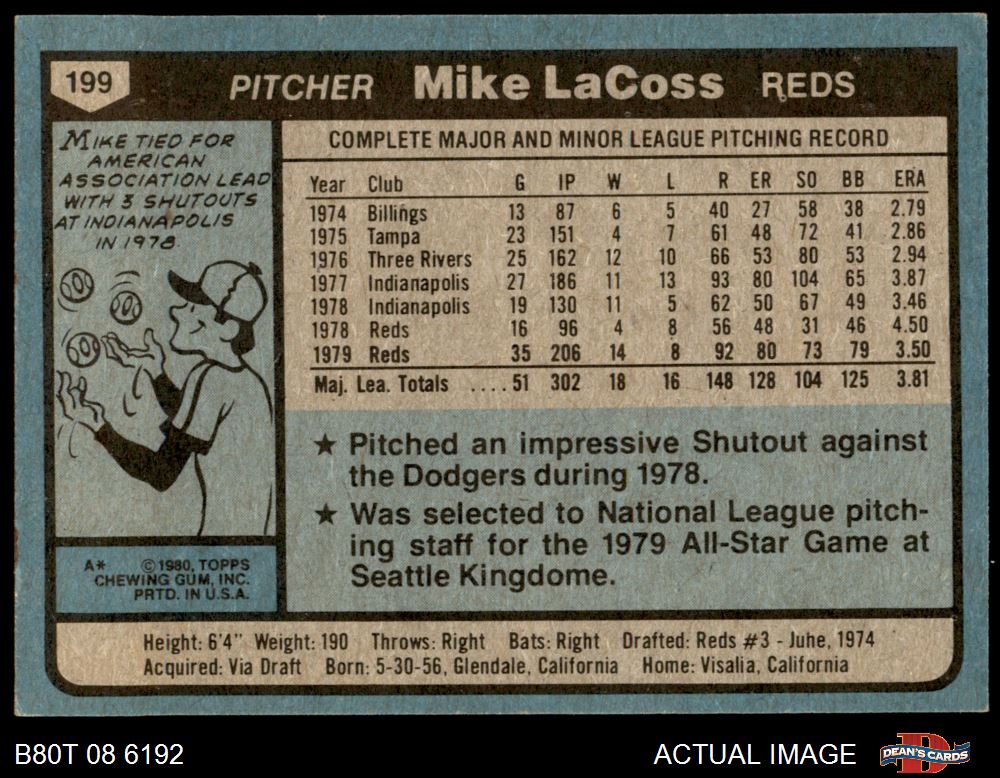 199
PITCHER Mike LaCoss REDS
MIKE TIED FOR
AMERICAN
ASSOCIATION LEAD
WITH 3 SHUTOUTS
AT INDIANAPOLIS
IN 1978.
COMPLETE MAJOR AND MINOR LEAGUE PITCHING RECORD
Year Club G IP W L R ER SO BB ERA
1974 Billings 13 87 6 5 40 27 58 38 2.79
1975 Tampa 23 151 4 7 61 48 72 41 2.86
1976 Three Rivers 25 162 12 10 66 53 80 53 2.94
1977 Indianapolis 27 186 11 13 93 80 104 65 3.87
1978 Indianapolis 19 130 11 5 62 50 67 49 3.46
1978 Reds 16 96 4 8 56 48 31 46 4.50
1979 Reds 35 206 14 8 92 80 73 79 3.50
Maj. Lea. Totals ....51 302 18 16 148 128 104 125 3.81
★ Pitched an impressive Shutout against
the Dodgers during 1978.
★ Was selected to National League pitch-
ing staff for the 1979 All-Star Game at
Seattle Kingdome.
A* ©1980, TOPPS
CHEWING GUM, INC.
PRTD. IN U.S.A.
Height: 6'4" Weight: 190 Throws: Right Bats: Right Drafted: Reds #3 - June, 1974
Acquired: Via Draft Born: 5-30-56, Glendale, California Home: Visalia, California
B80T 08 6192
ACTUAL IMAGE
DEAN'S CARDS